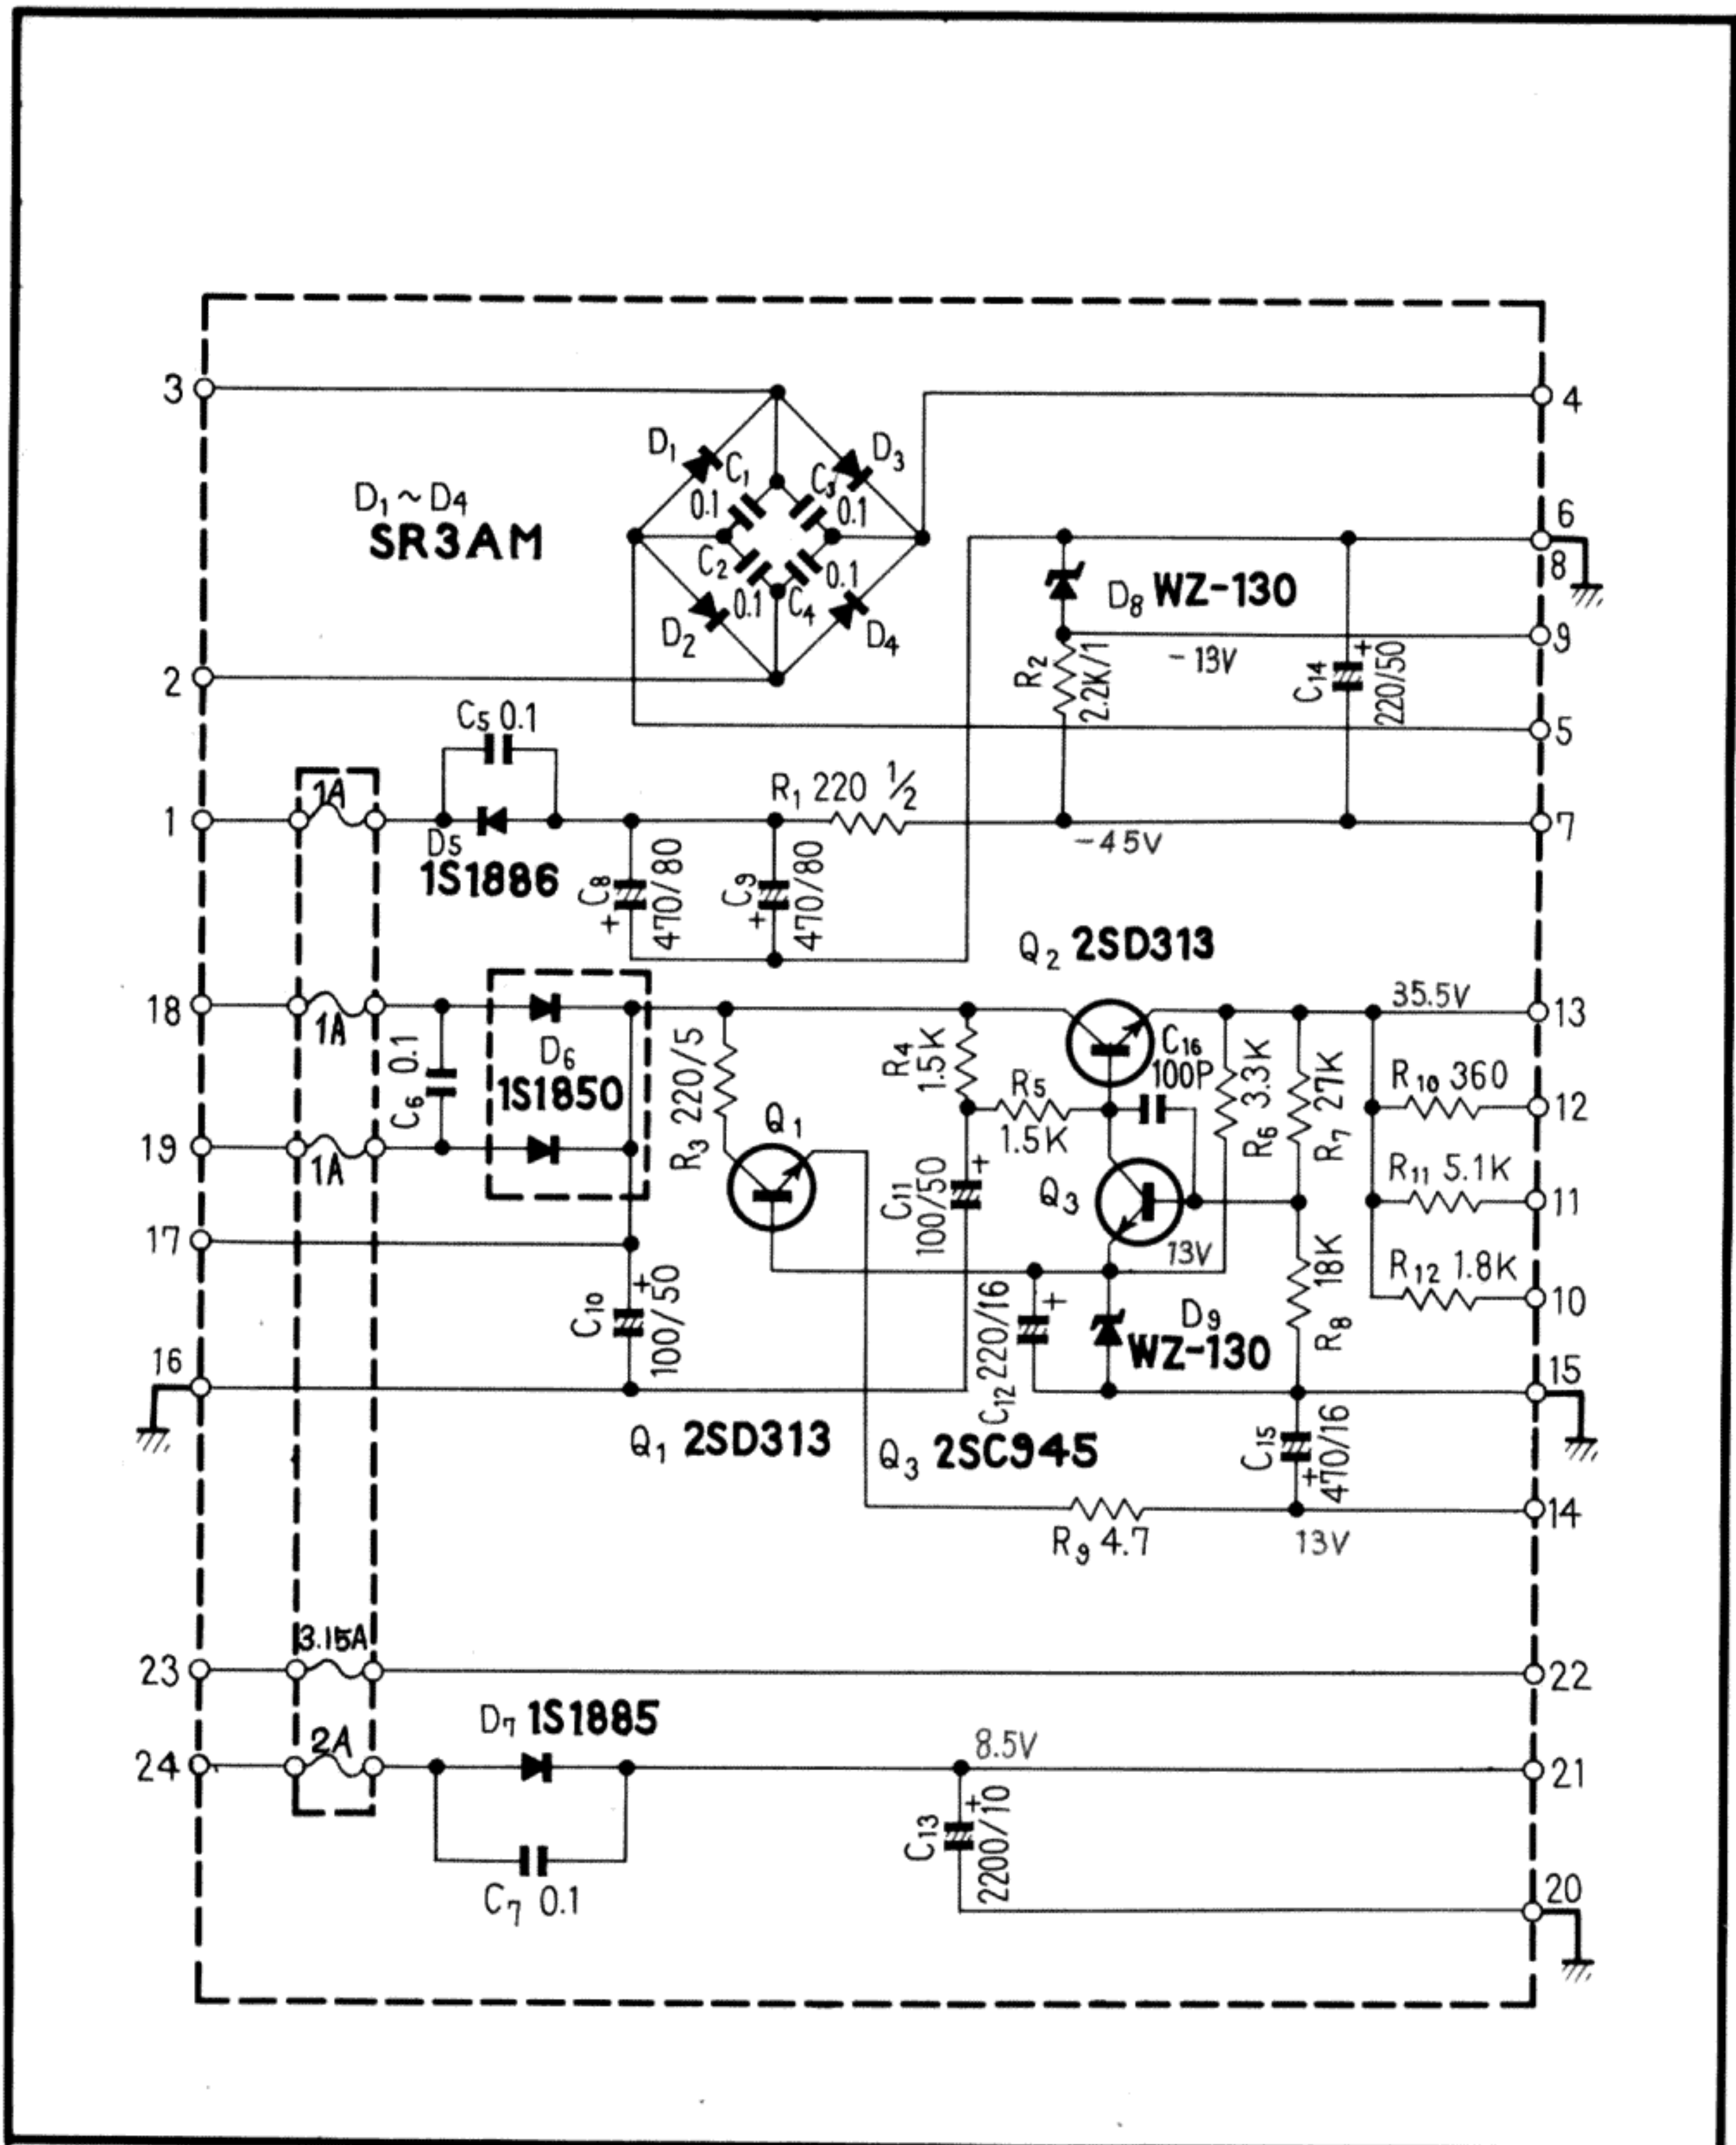 3
4
D₁
C₁
0.1
C₃
0.1
D₃
D₁~D₄
SR3AM
C₂
0.1
C₄
0.1
D₂
D₄
6
8
D₈ WZ-130
9
-13V
R₂
2.2K/1
C₁₄
+
220/50
2
5
C₅ 0.1
1
1A
D₅
1S1886
R₁ 220 ½
-45V
7
C₈
+
470/80
C₉
+
470/80
Q₂ 2SD313
18
1A
35.5V
13
C₆ 0.1
D₆
1S1850
R₃ 220/5
R₄
1.5K
R₅
1.5K
C₁₆
100P
R₆ 3.3K
R₇ 27K
R₁₀ 360
12
19
1A
Q₁
C₁₁
+
100/50
Q₃
13V
R₁₁ 5.1K
11
17
R₁₂ 1.8K
10
C₁₀
+
100/50
C₁₂ 220/16
+
D₉
WZ-130
R₈
18K
16
15
Q₁ 2SD313
Q₃ 2SC945
C₁₅
+
470/16
R₉ 4.7
13V
14
23
3.15A
22
24
2A
D₇ 1S1885
8.5V
21
C₇ 0.1
C₁₃
+
2200/10
20